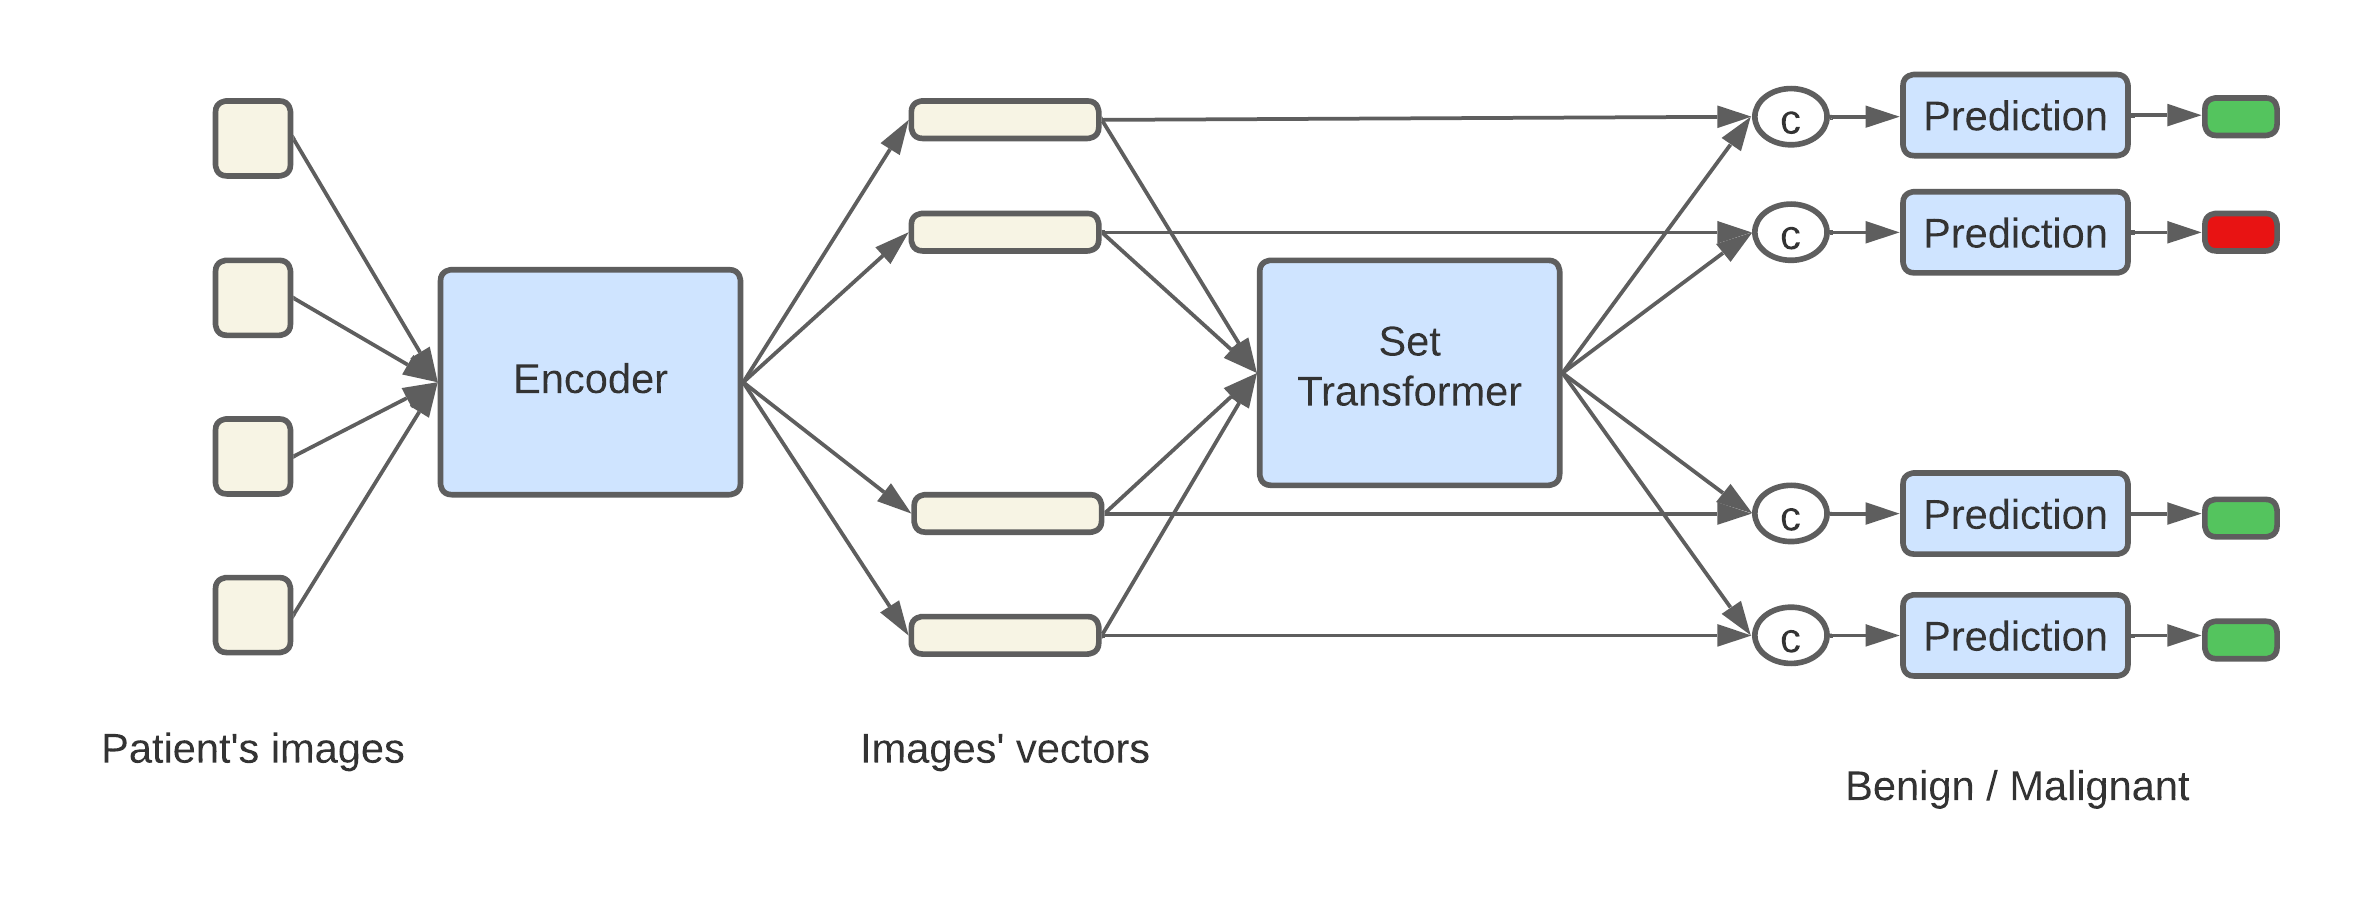 c
Prediction
c
Prediction
Encoder
Set
Transformer
c
Prediction
c
Prediction
Patient's images
Images' vectors
Benign / Malignant